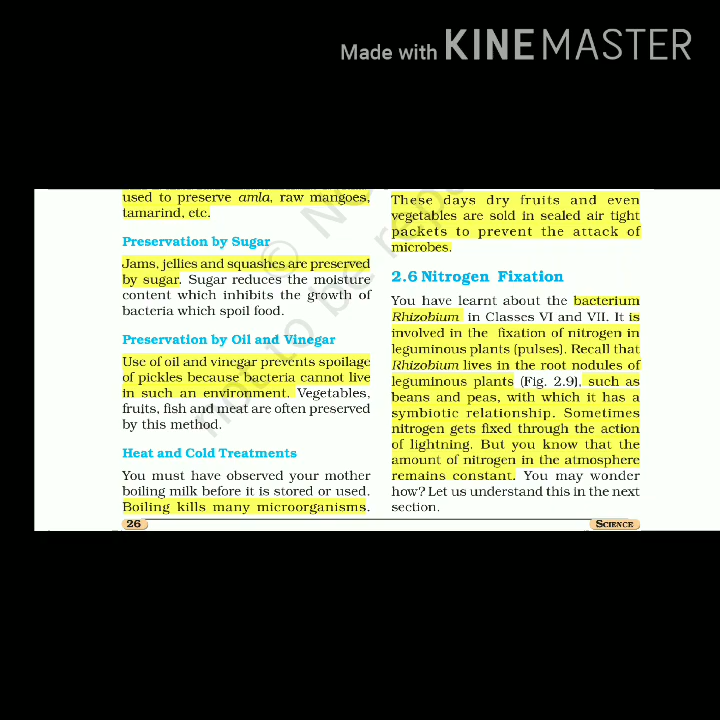 Made with KINEMASTER
used to preserve amla, raw mangoes,
tamarind, etc.
Preservation by Sugar
Jams, jellies and squashes are preserved
by sugar. Sugar reduces the moisture
content which inhibits the growth of
bacteria which spoil food.
Preservation by Oil and Vinegar
Use of oil and vinegar prevents spoilage
of pickles because bacteria cannot live
in such an environment. Vegetables,
fruits, fish and meat are often preserved
by this method.
Heat and Cold Treatments
You must have observed your mother
boiling milk before it is stored or used.
Boiling kills many microorganisms.
26
These days dry fruits and even
vegetables are sold in sealed air tight
packets to prevent the attack of
microbes.
2.6 Nitrogen Fixation
You have learnt about the bacterium
Rhizobium in Classes VI and VII. It is
involved in the fixation of nitrogen in
leguminous plants (pulses). Recall that
Rhizobium lives in the root nodules of
leguminous plants (Fig. 2.9), such as
beans and peas, with which it has a
symbiotic relationship. Sometimes
nitrogen gets fixed through the action
of lightning. But you know that the
amount of nitrogen in the atmosphere
remains constant. You may wonder
how? Let us understand this in the next
section.
SCIENCE